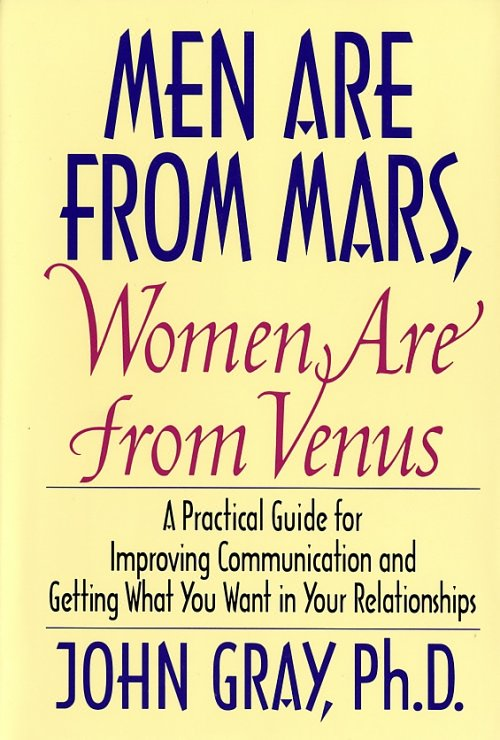 MEN ARE
FROM MARS,
Women Are
from Venus
A Practical Guide for
Improving Communication and
Getting What You Want in Your Relationships
JOHN GRAY, Ph.D.